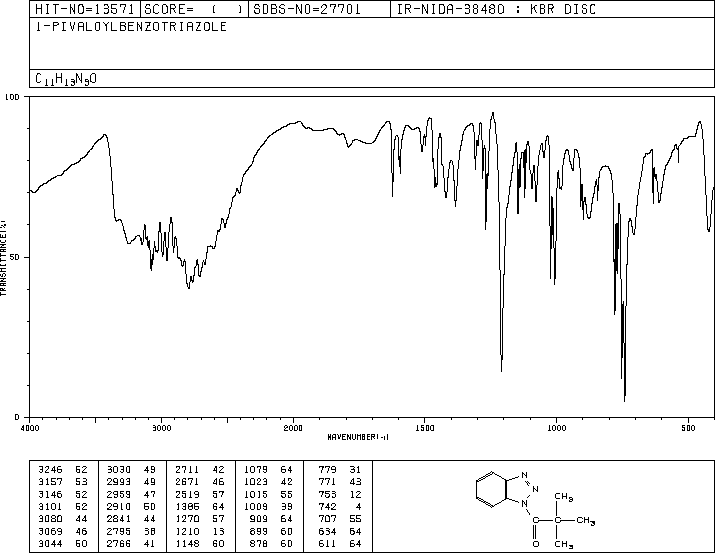 HIT-NO=13571 SCORE= ( ) SDBS-NO=27701 IR-NIDA-38480 : KBR DISC
1-PIVALOYLBENZOTRIAZOLE
C11H13N3O
100
50
0
TRANSMITTANCE(%)
4000 3000 2000 1500 1000 500
WAVENUMBER(-1)
3246 52 3030 49 2711 42 1079 64 779 31
3157 53 2993 49 2671 46 1023 42 771 43
3146 52 2959 47 2519 57 1015 55 753 12
3101 52 2910 50 1385 64 1009 39 742 4
3080 44 2841 44 1270 57 909 64 707 55
3069 46 2795 38 1210 13 899 60 634 64
3044 50 2766 41 1148 60 878 60 611 64
N
N
N
CH3
C C CH3
O CH3